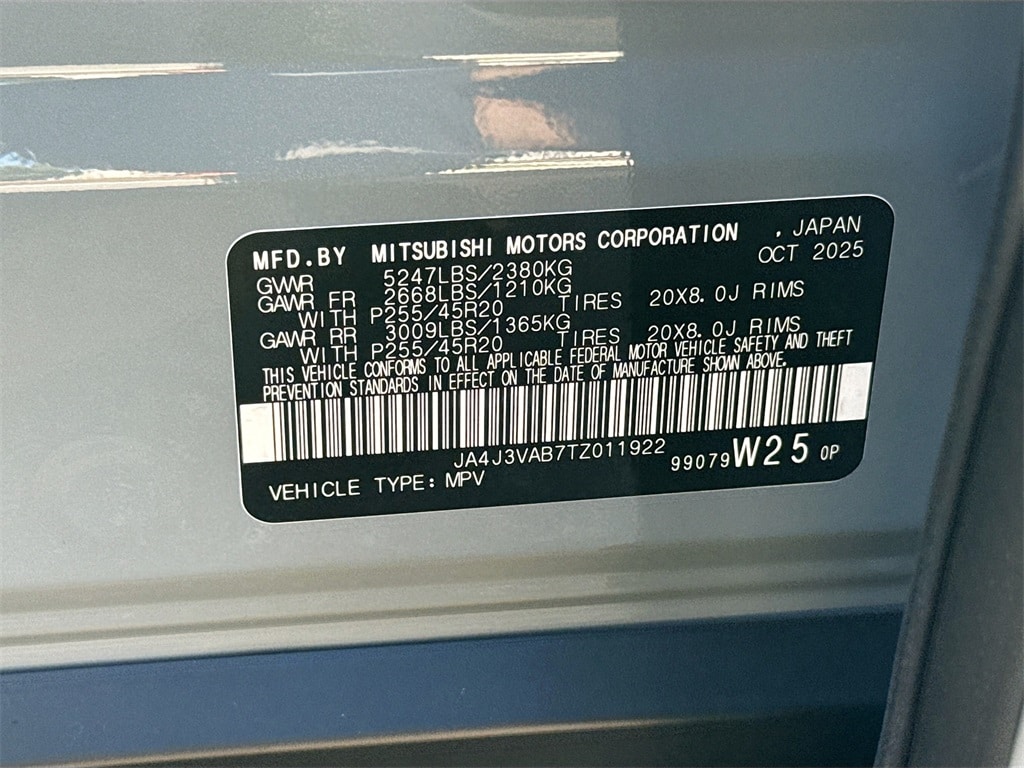 MFD.BY MITSUBISHI MOTORS CORPORATION , JAPAN
OCT 2025
GVWR 5247LBS/2380KG
GAWR FR 2668LBS/1210KG
WITH P255/45R20 TIRES 20X8.0J RIMS
GAWR RR 3009LBS/1365KG
WITH P255/45R20 TIRES 20X8.0J RIMS
THIS VEHICLE CONFORMS TO ALL APPLICABLE FEDERAL MOTOR VEHICLE SAFETY AND THEFT
PREVENTION STANDARDS IN EFFECT ON THE DATE OF MANUFACTURE SHOWN ABOVE.
JA4J3VAB7TZ011922
99079 W25 0P
VEHICLE TYPE: MPV